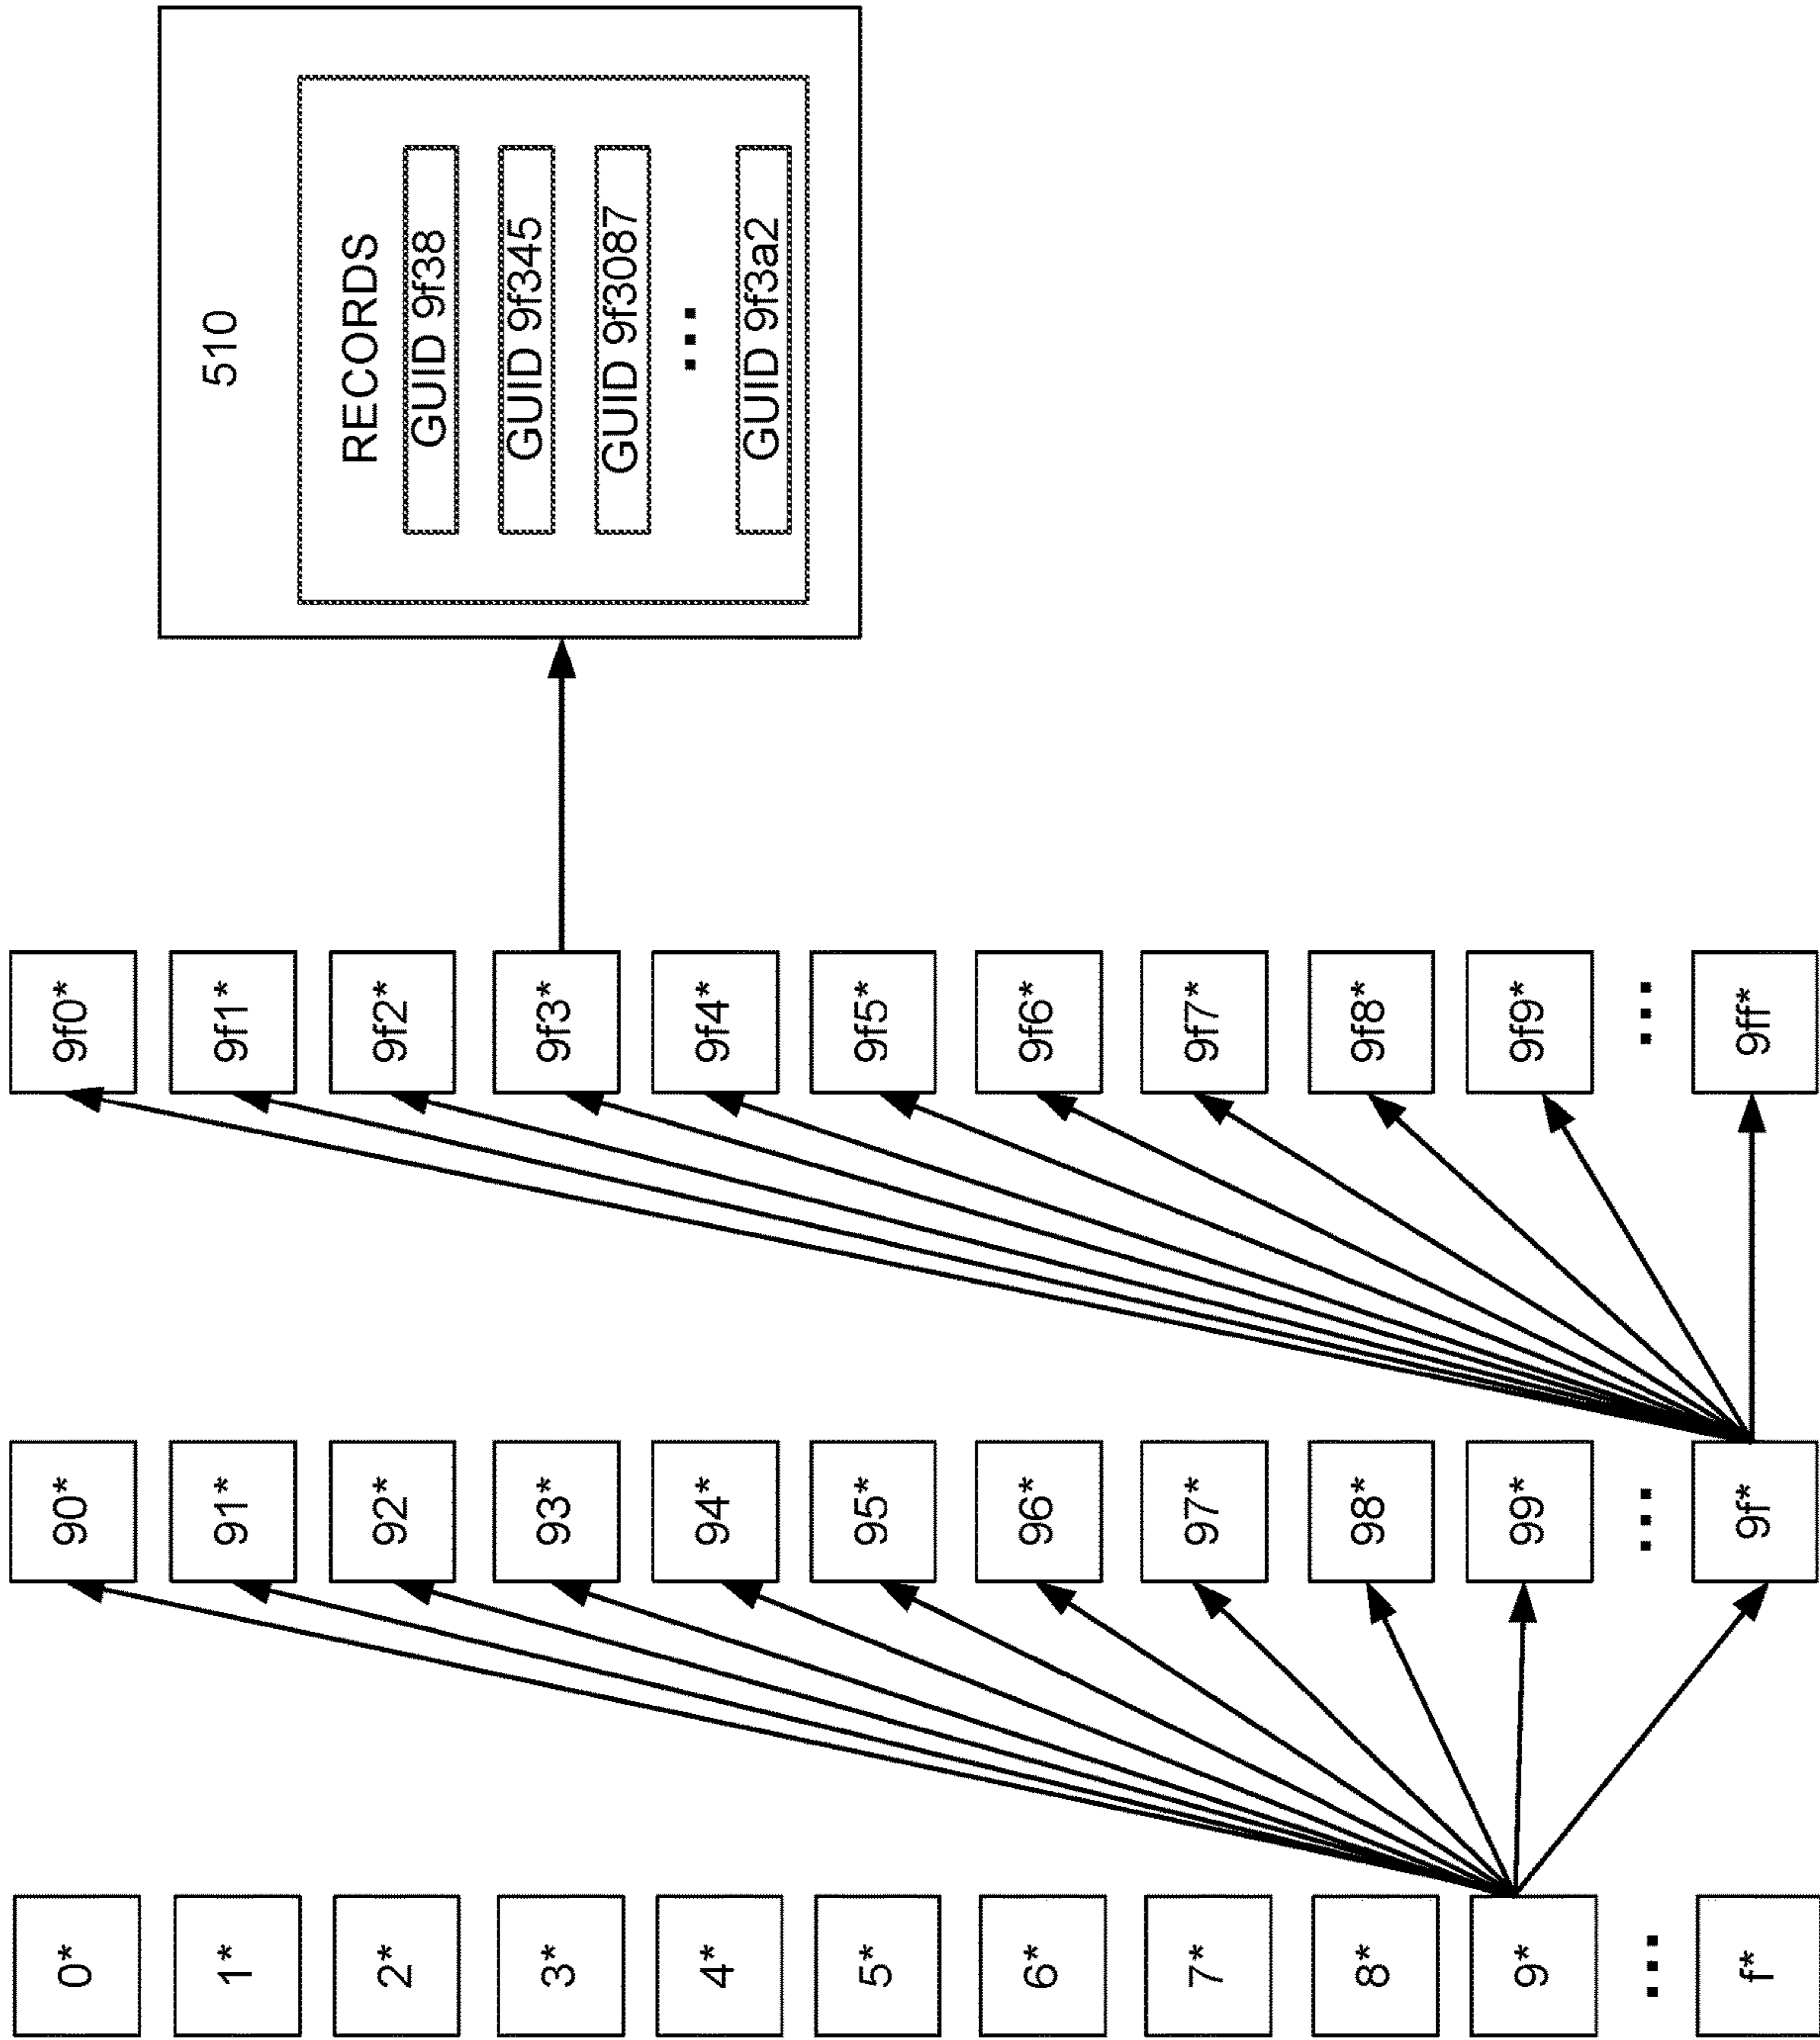 0*
1*
2*
3*
4*
5*
6*
7*
8*
9*
...
f*
90*
91*
92*
93*
94*
95*
96*
97*
98*
99*
...
9f*
9f0*
9f1*
9f2*
9f3*
9f4*
9f5*
9f6*
9f7*
9f8*
9f9*
...
9ff*
510
RECORDS
GUID 9f38
GUID 9f345
GUID 9f3087
...
GUID 9f3a2